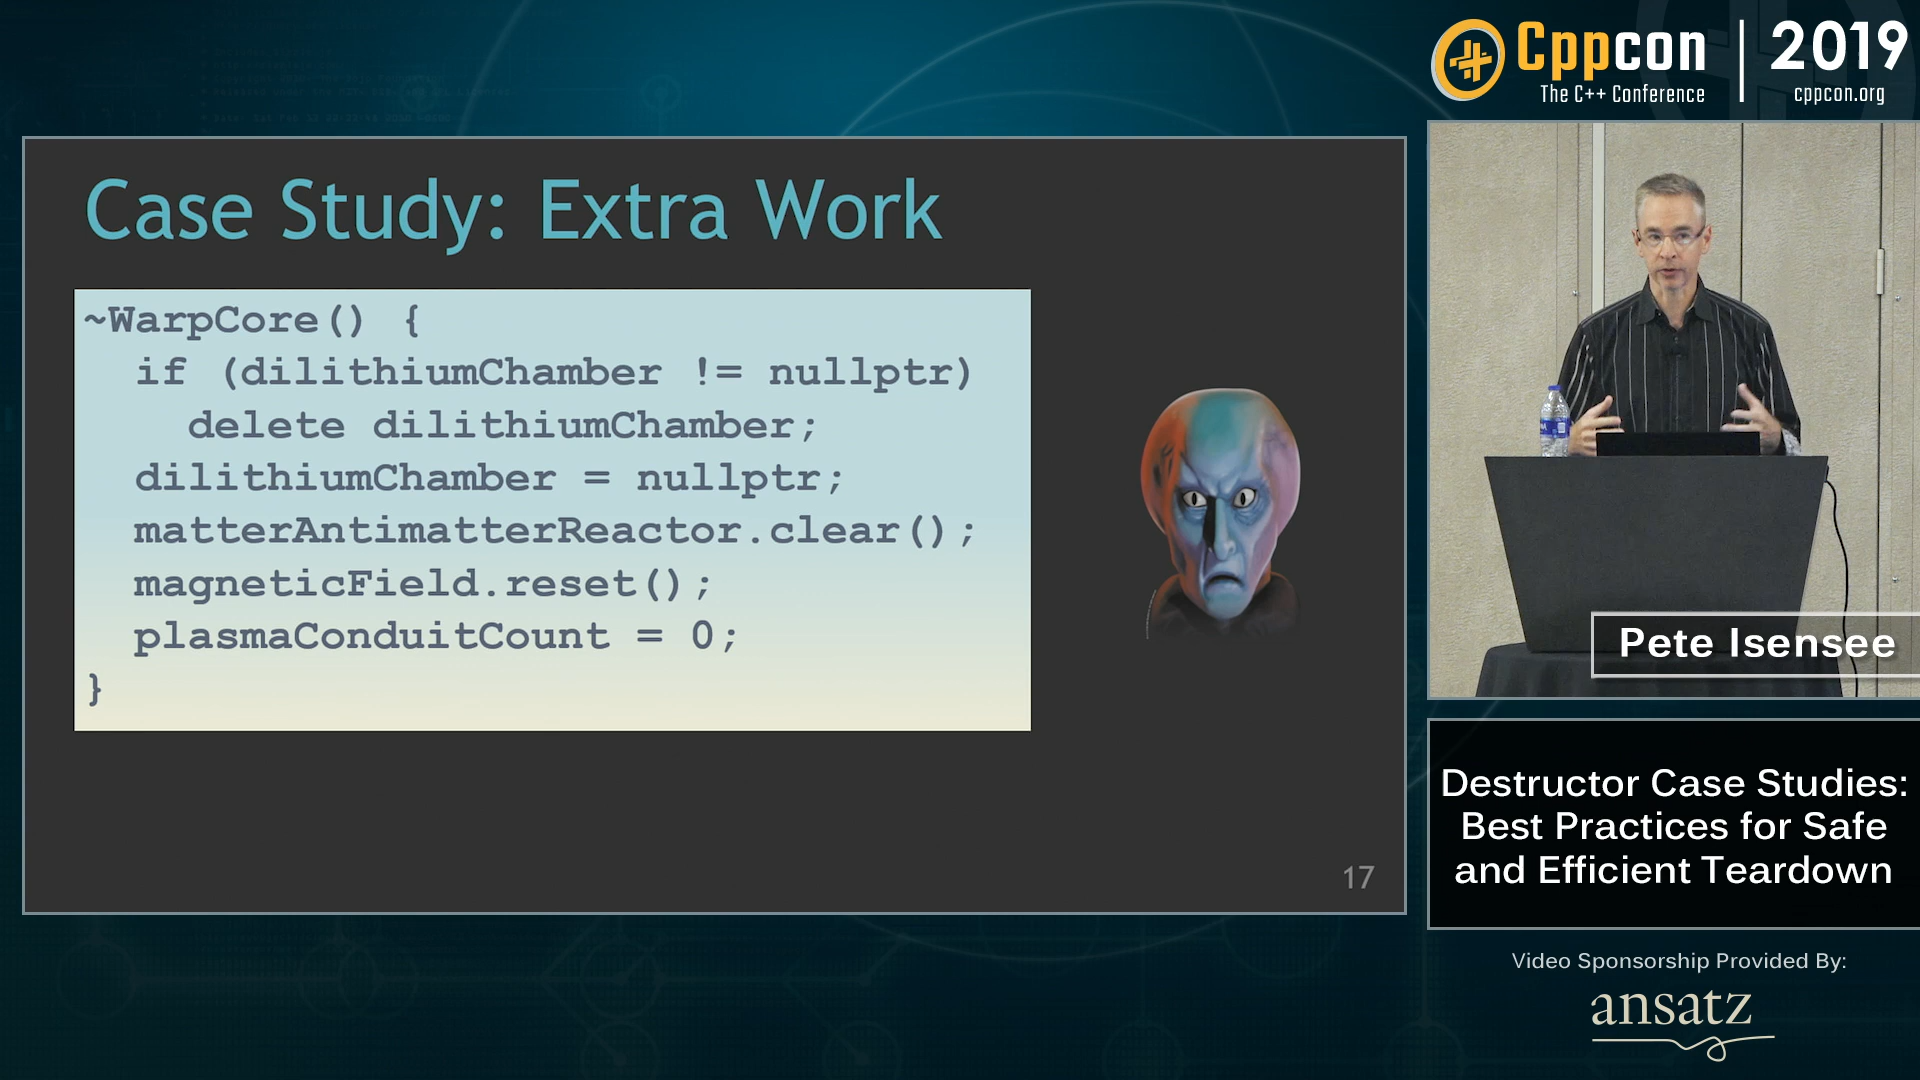 Cppcon
The C++ Conference
2019
cppcon.org
Case Study: Extra Work
~WarpCore() {
if (dilithiumChamber != nullptr)
delete dilithiumChamber;
dilithiumChamber = nullptr;
matterAntimatterReactor.clear();
magneticField.reset();
plasmaConduitCount = 0;
}
17
Pete Isensee
Destructor Case Studies:
Best Practices for Safe
and Efficient Teardown
Video Sponsorship Provided By:
ansatz